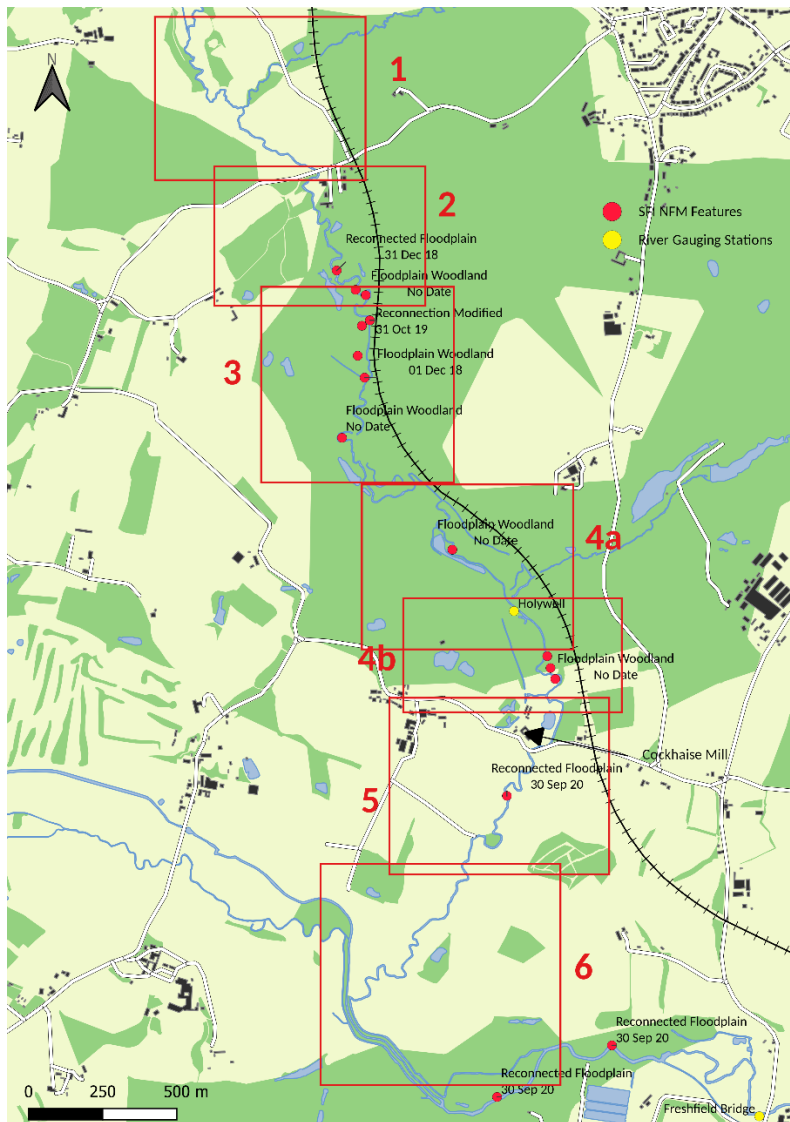 N
1
2
SFI NFM Features
River Gauging Stations
Reconnected Floodplain
31 Dec 18
Floodplain Woodland
No Date
Reconnection Modified
31 Oct 19
3
Floodplain Woodland
01 Dec 18
Floodplain Woodland
No Date
Floodplain Woodland
No Date
4a
Holywell
4b
Floodplain Woodland
No Date
Cockhaise Mill
Reconnected Floodplain
30 Sep 20
5
6
Reconnected Floodplain
30 Sep 20
Reconnected Floodplain
30 Sep 20
0 250 500 m
Freshfield Bridge